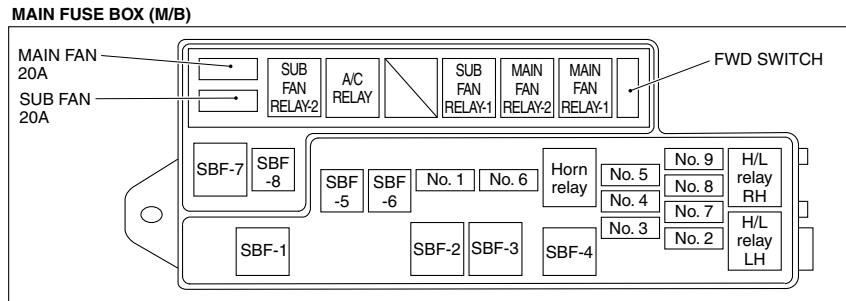 MAIN FUSE BOX (M/B)
MAIN FAN
20A
SUB FAN
20A
SUB
FAN
RELAY-2
A/C
RELAY
SUB
FAN
RELAY-1
MAIN
FAN
RELAY-2
MAIN
FAN
RELAY-1
FWD SWITCH
SBF-7
SBF
-8
SBF
-5
SBF
-6
No. 1
No. 6
Horn
relay
No. 5
No. 4
No. 3
No. 9
No. 8
No. 7
No. 2
H/L
relay
RH
H/L
relay
LH
SBF-1
SBF-2
SBF-3
SBF-4